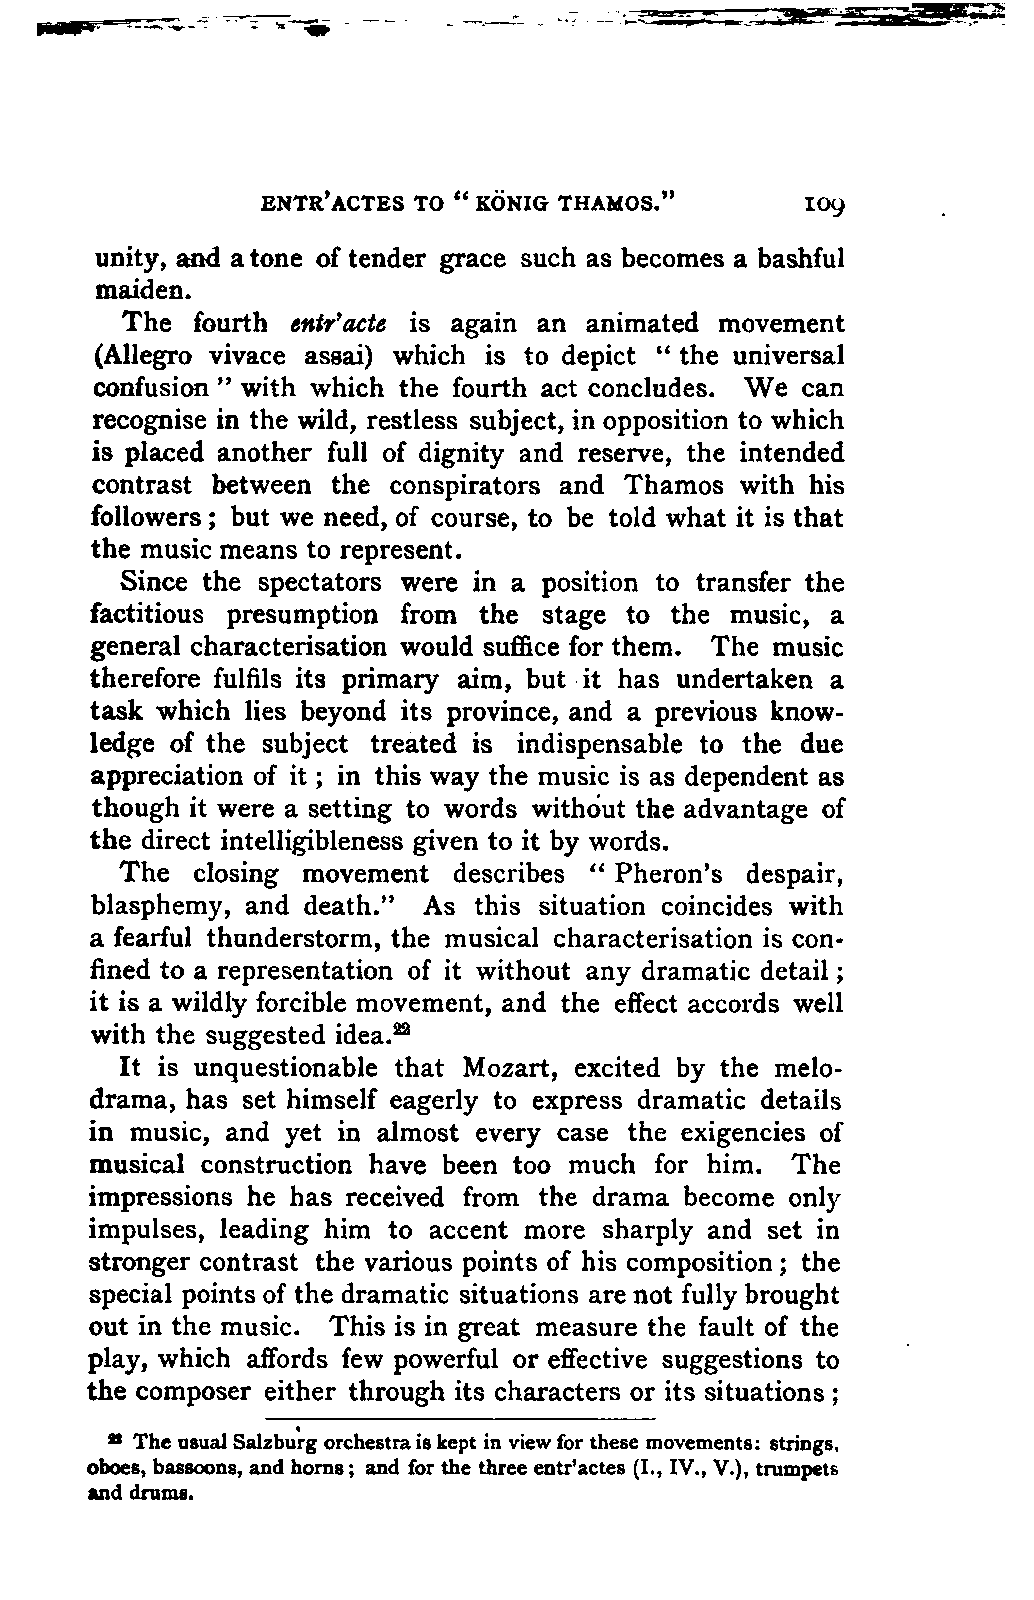 ENTR'ACTES TO " KÖNIG THAMOS." 109
unity, and a tone of tender grace such as becomes a bashful
maiden.
The fourth entr'acte is again an animated movement
(Allegro vivace assai) which is to depict " the universal
confusion " with which the fourth act concludes. We can
recognise in the wild, restless subject, in opposition to which
is placed another full of dignity and reserve, the intended
contrast between the conspirators and Thamos with his
followers ; but we need, of course, to be told what it is that
the music means to represent.
Since the spectators were in a position to transfer the
factitious presumption from the stage to the music, a
general characterisation would suffice for them. The music
therefore fulfils its primary aim, but it has undertaken a
task which lies beyond its province, and a previous know-
ledge of the subject treated is indispensable to the due
appreciation of it ; in this way the music is as dependent as
though it were a setting to words without the advantage of
the direct intelligibleness given to it by words.
The closing movement describes " Pheron's despair,
blasphemy, and death." As this situation coincides with
a fearful thunderstorm, the musical characterisation is con-
fined to a representation of it without any dramatic detail ;
it is a wildly forcible movement, and the effect accords well
with the suggested idea.²²
It is unquestionable that Mozart, excited by the melo-
drama, has set himself eagerly to express dramatic details
in music, and yet in almost every case the exigencies of
musical construction have been too much for him. The
impressions he has received from the drama become only
impulses, leading him to accent more sharply and set in
stronger contrast the various points of his composition ; the
special points of the dramatic situations are not fully brought
out in the music. This is in great measure the fault of the
play, which affords few powerful or effective suggestions to
the composer either through its characters or its situations ;
²² The usual Salzburg orchestra is kept in view for these movements: strings,
oboes, bassoons, and horns ; and for the three entr'actes (I., IV., V.), trumpets
and drums.